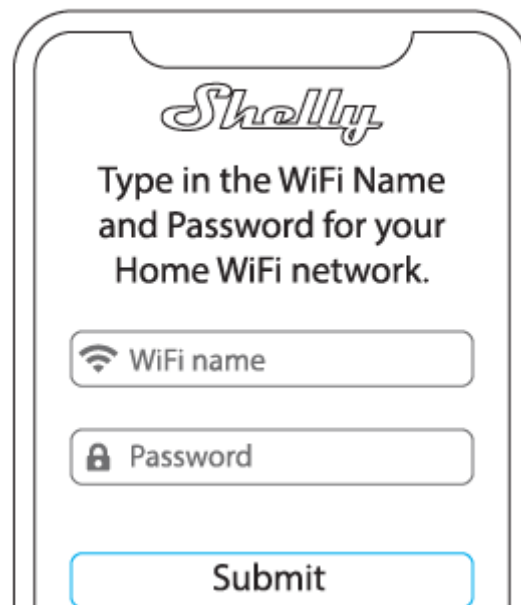 Shelly
Type in the WiFi Name
and Password for your
Home WiFi network.
WiFi name
Password
Submit